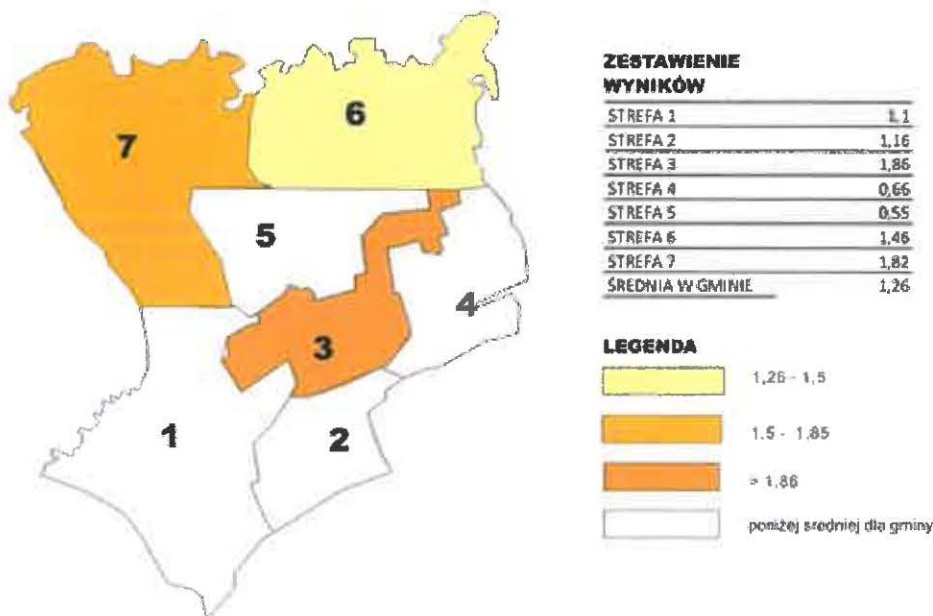 7
6
5
4
3
1
2
ZESTAWIENIE
WYNIKÓW
STREFA 1 1,1
STREFA 2 1,16
STREFA 3 1,86
STREFA 4 0,66
STREFA 5 0,55
STREFA 6 1,46
STREFA 7 1,82
ŚREDNIA W GMINIE 1,26
LEGENDA
1,26 - 1,5
1,5 - 1,85
> 1,86
poniżej średniej dla gminy